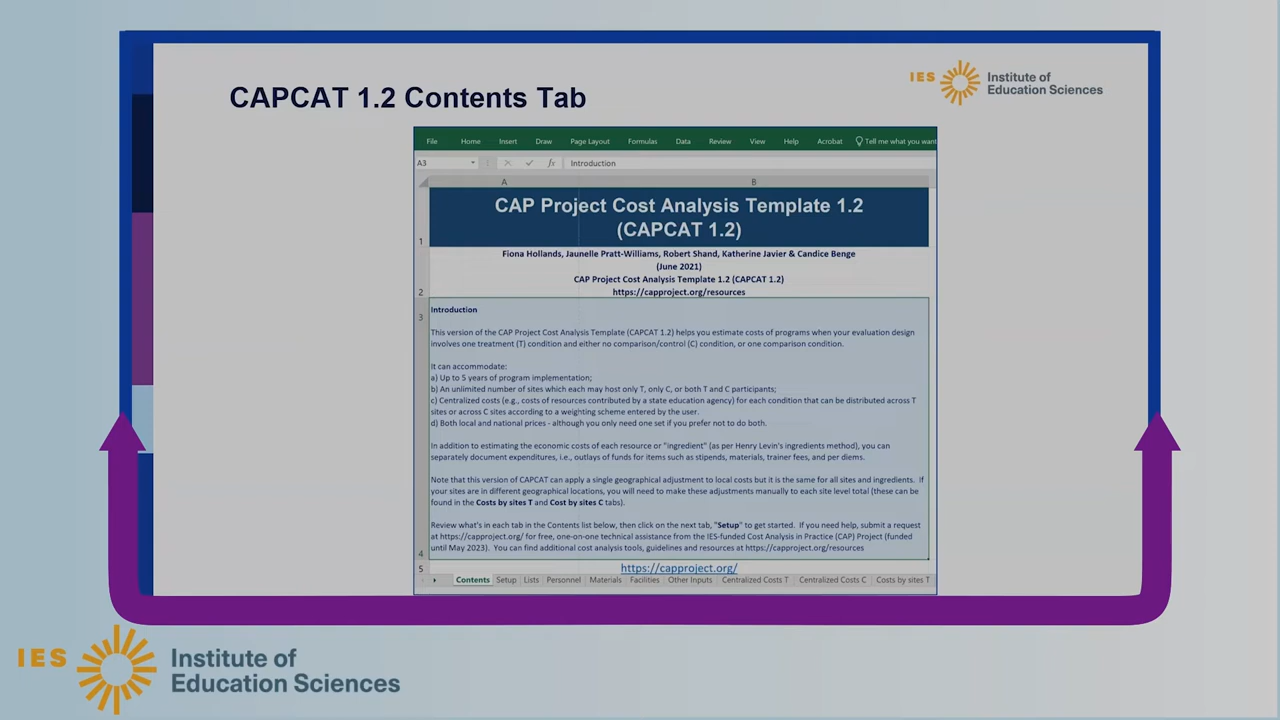 CAPCAT 1.2 Contents Tab
IES Institute of
Education Sciences
File Home Insert Draw Page Layout Formulas Data Review View Help Acrobat Tell me what you want
A3 fx Introduction
A B
1
CAP Project Cost Analysis Template 1.2
(CAPCAT 1.2)
Fiona Hollands, Jaunelle Pratt-Williams, Robert Shand, Katherine Javier & Candice Benge
(June 2021)
CAP Project Cost Analysis Template 1.2 (CAPCAT 1.2)
2 https://capproject.org/resources
3 Introduction
This version of the CAP Project Cost Analysis Template (CAPCAT 1.2) helps you estimate costs of programs when your evaluation design
involves one treatment (T) condition and either no comparison/control (C) condition, or one comparison condition.
It can accommodate:
a) Up to 5 years of program implementation;
b) An unlimited number of sites which each may host only T, only C, or both T and C participants;
c) Centralized costs (e.g., costs of resources contributed by a state education agency) for each condition that can be distributed across T
sites or across C sites according to a weighting scheme entered by the user.
d) Both local and national prices - although you only need one set if you prefer not to do both.
In addition to estimating the economic costs of each resource or "ingredient" (as per Henry Levin's ingredients method), you can
separately document expenditures, i.e., outlays of funds for items such as stipends, materials, trainer fees, and per diems.
Note that this version of CAPCAT can apply a single geographical adjustment to local costs but it is the same for all sites and ingredients. If
your sites are in different geographical locations, you will need to make these adjustments manually to each site level total (these can be
found in the Costs by sites T and Cost by sites C tabs).
Review what's in each tab in the Contents list below, then click on the next tab, "Setup" to get started. If you need help, submit a request
at https://capproject.org/ for free, one-on-one technical assistance from the IES-funded Cost Analysis in Practice (CAP) Project (funded
4 until May 2023). You can find additional cost analysis tools, guidelines and resources at https://capproject.org/resources
5 https://capproject.org/
Contents Setup Lists Personnel Materials Facilities Other Inputs Centralized Costs T Centralized Costs C Costs by sites T
IES Institute of
Education Sciences